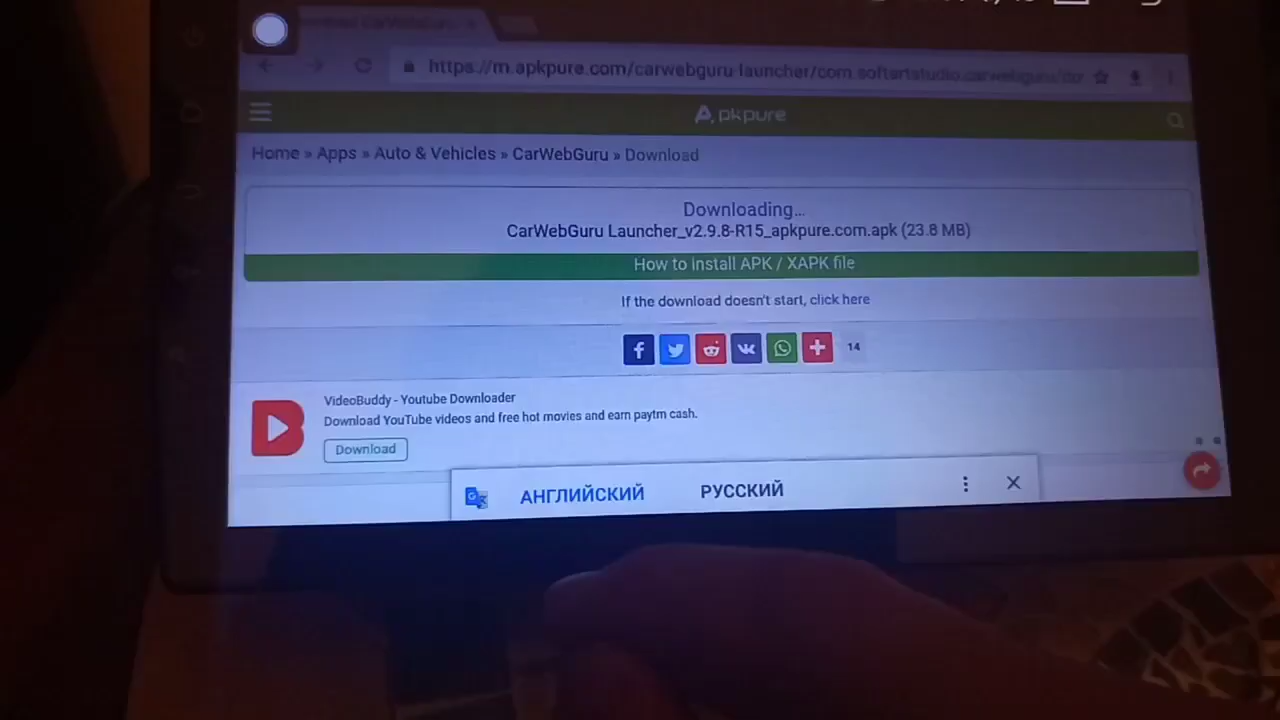 https://m.apkpure.com/carwebguru-launcher/com.softartstudio.carwebguru/
Apkpure
Home » Apps » Auto & Vehicles » CarWebGuru » Download
Downloading...
CarWebGuru Launcher_v2.9.8-R15_apkpure.com.apk (23.8 MB)
How to install APK / XAPK file
If the download doesn't start, click here
14
VideoBuddy - Youtube Downloader
Download YouTube videos and free hot movies and earn paytm cash.
Download
АНГЛИЙСКИЙ РУССКИЙ